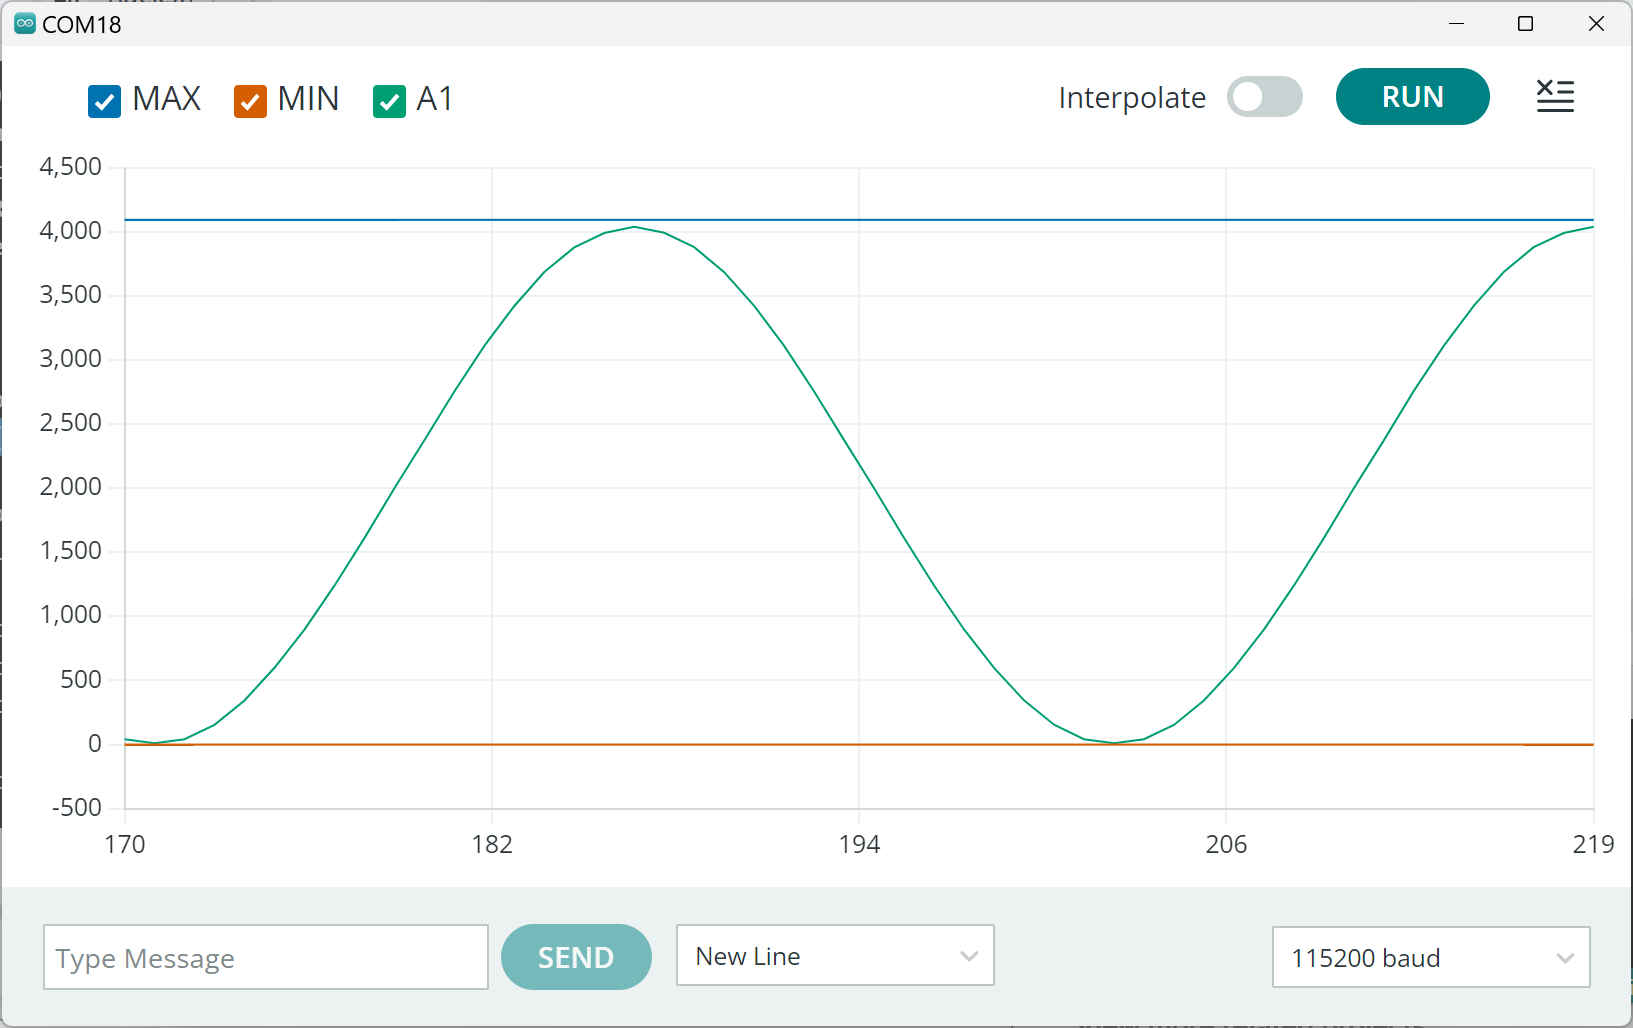 COM18
MAX MIN A1 Interpolate RUN
4,500
4,000
3,500
3,000
2,500
2,000
1,500
1,000
500
0
-500
170 182 194 206 219
Type Message SEND New Line 115200 baud